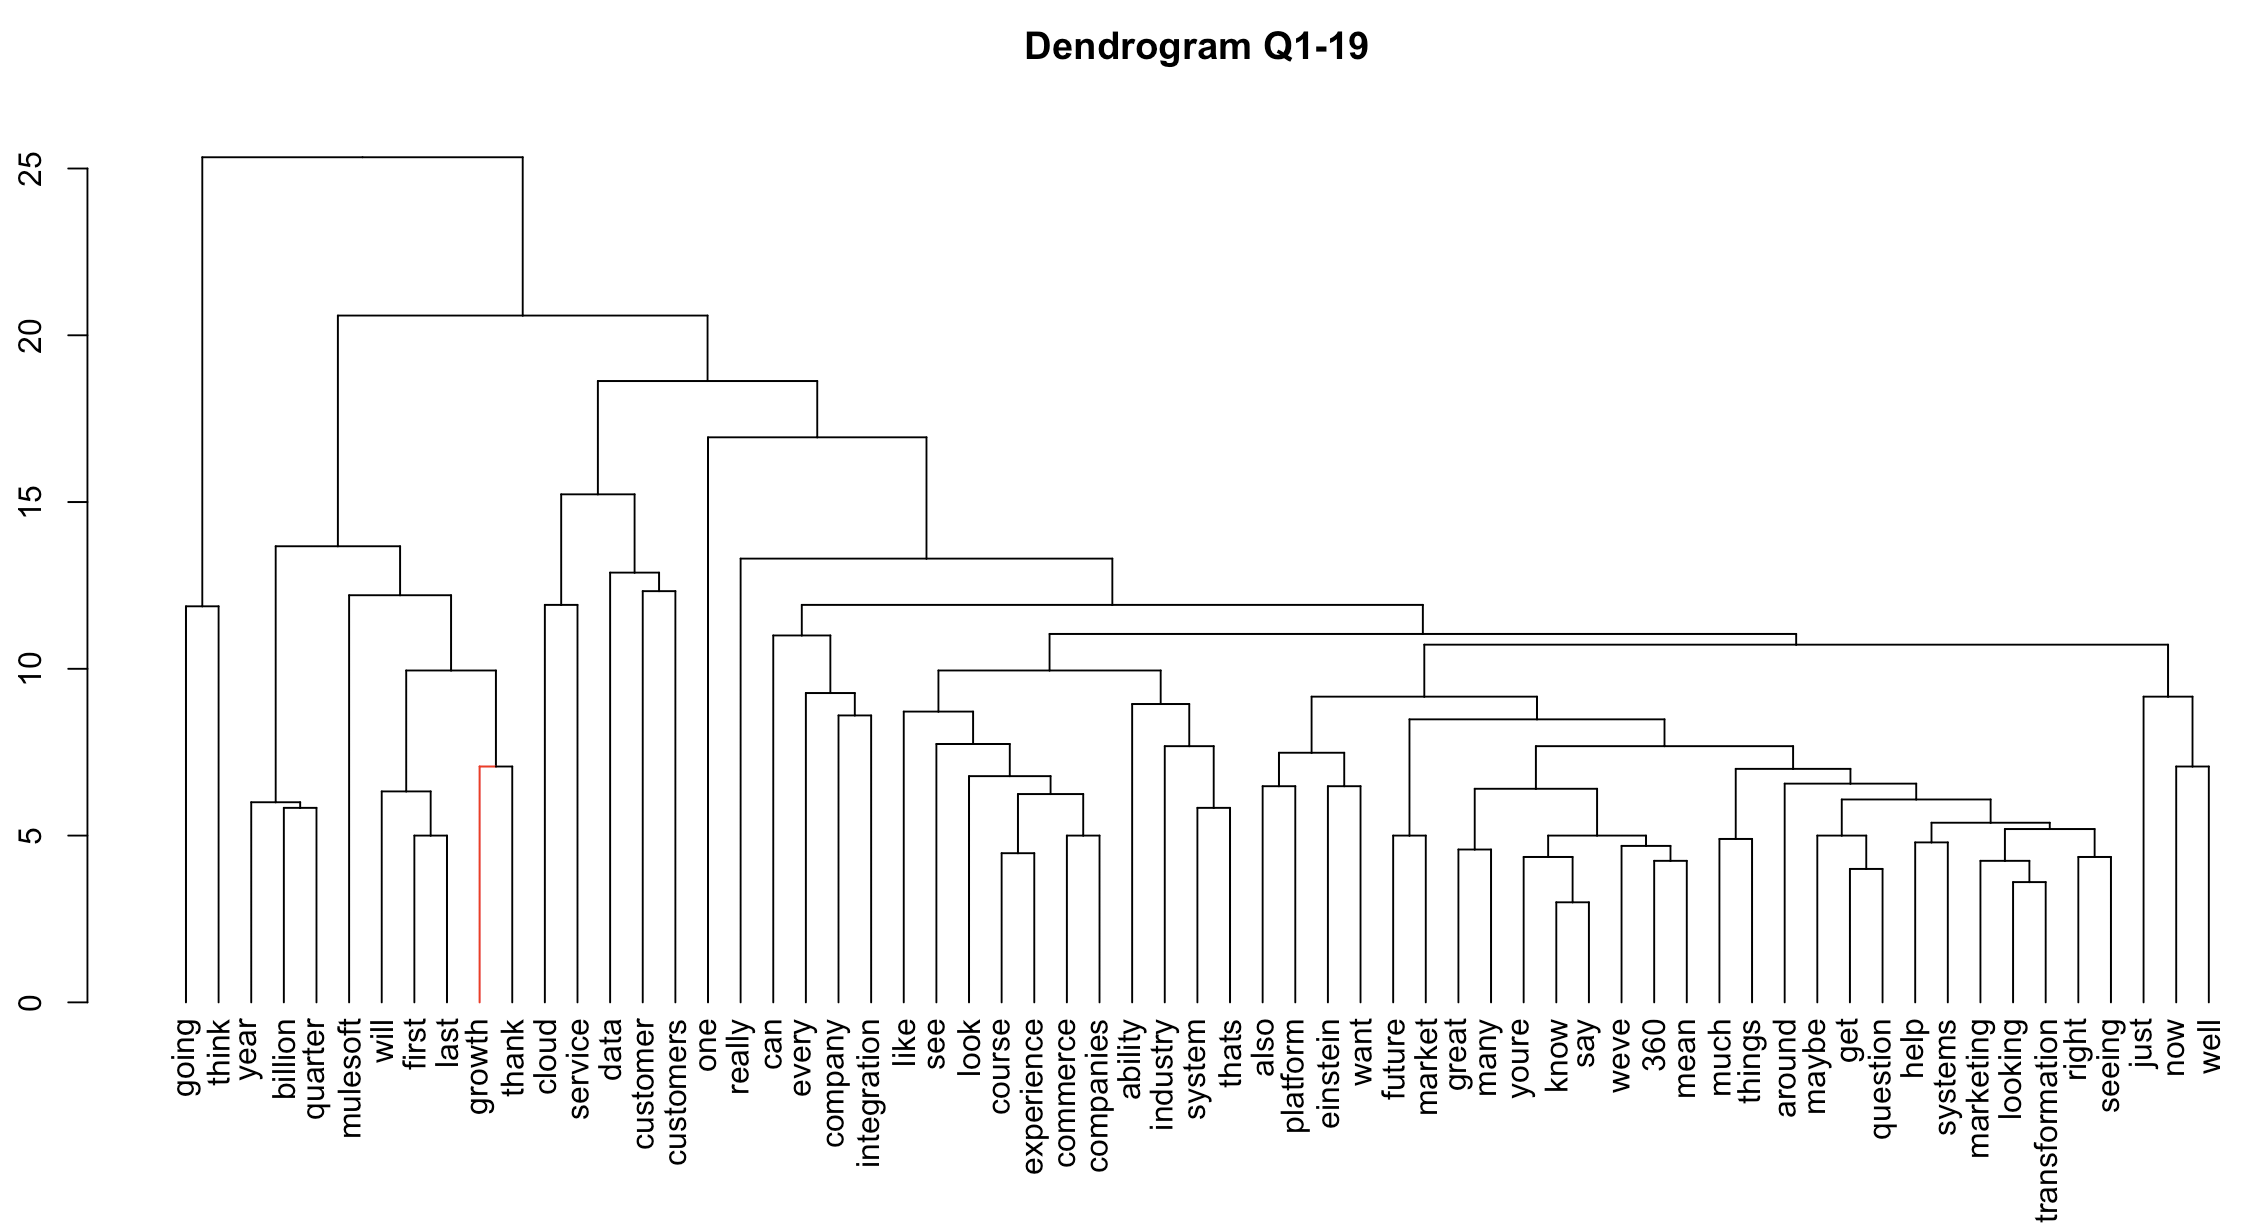 Dendrogram Q1-19
25
20
15
10
5
0
going
think
year
billion
quarter
mulesoft
will
first
last
growth
thank
cloud
service
data
customer
customers
one
really
can
every
company
integration
like
see
look
course
experience
commerce
companies
ability
industry
system
thats
also
platform
einstein
want
future
market
great
many
youre
know
say
weve
360
mean
much
things
around
maybe
get
question
help
systems
marketing
looking
transformation
right
seeing
just
now
well